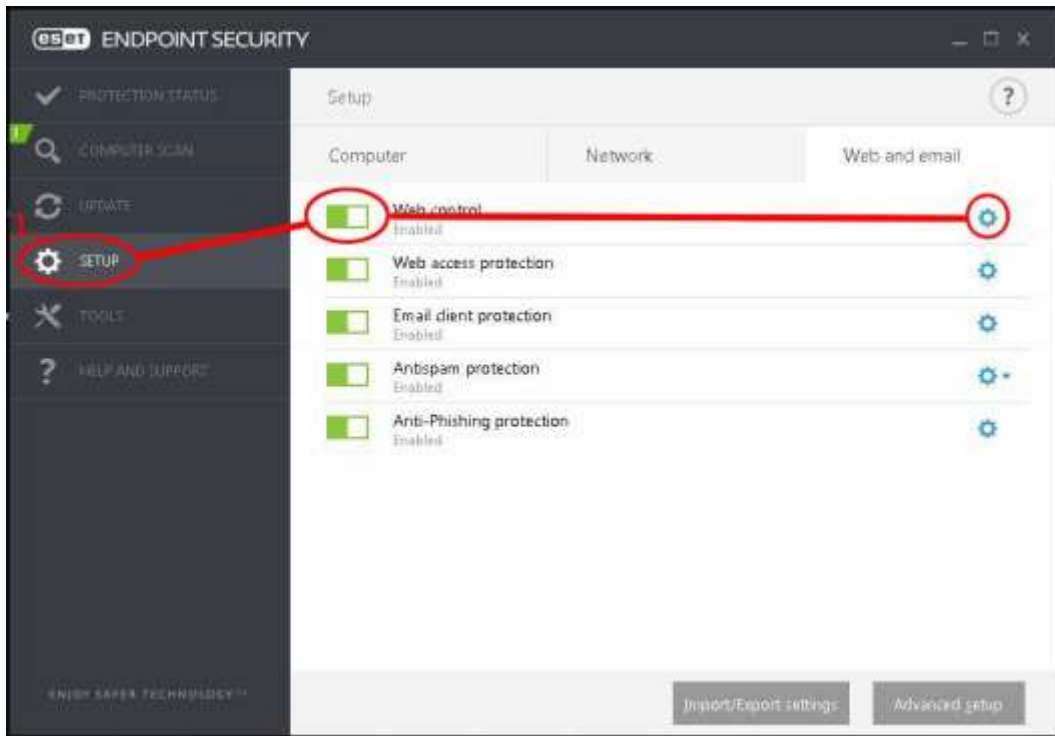 eset ENDPOINT SECURITY
PROTECTION STATUS
COMPUTER SCAN
UPDATE
SETUP
TOOLS
HELP AND SUPPORT
ENJOY SAFER TECHNOLOGY™
Setup
?
Computer
Network
Web and email
Web control
Enabled
Web access protection
Enabled
Email client protection
Enabled
Antispam protection
Enabled
Anti-Phishing protection
Enabled
Import/Export settings
Advanced setup